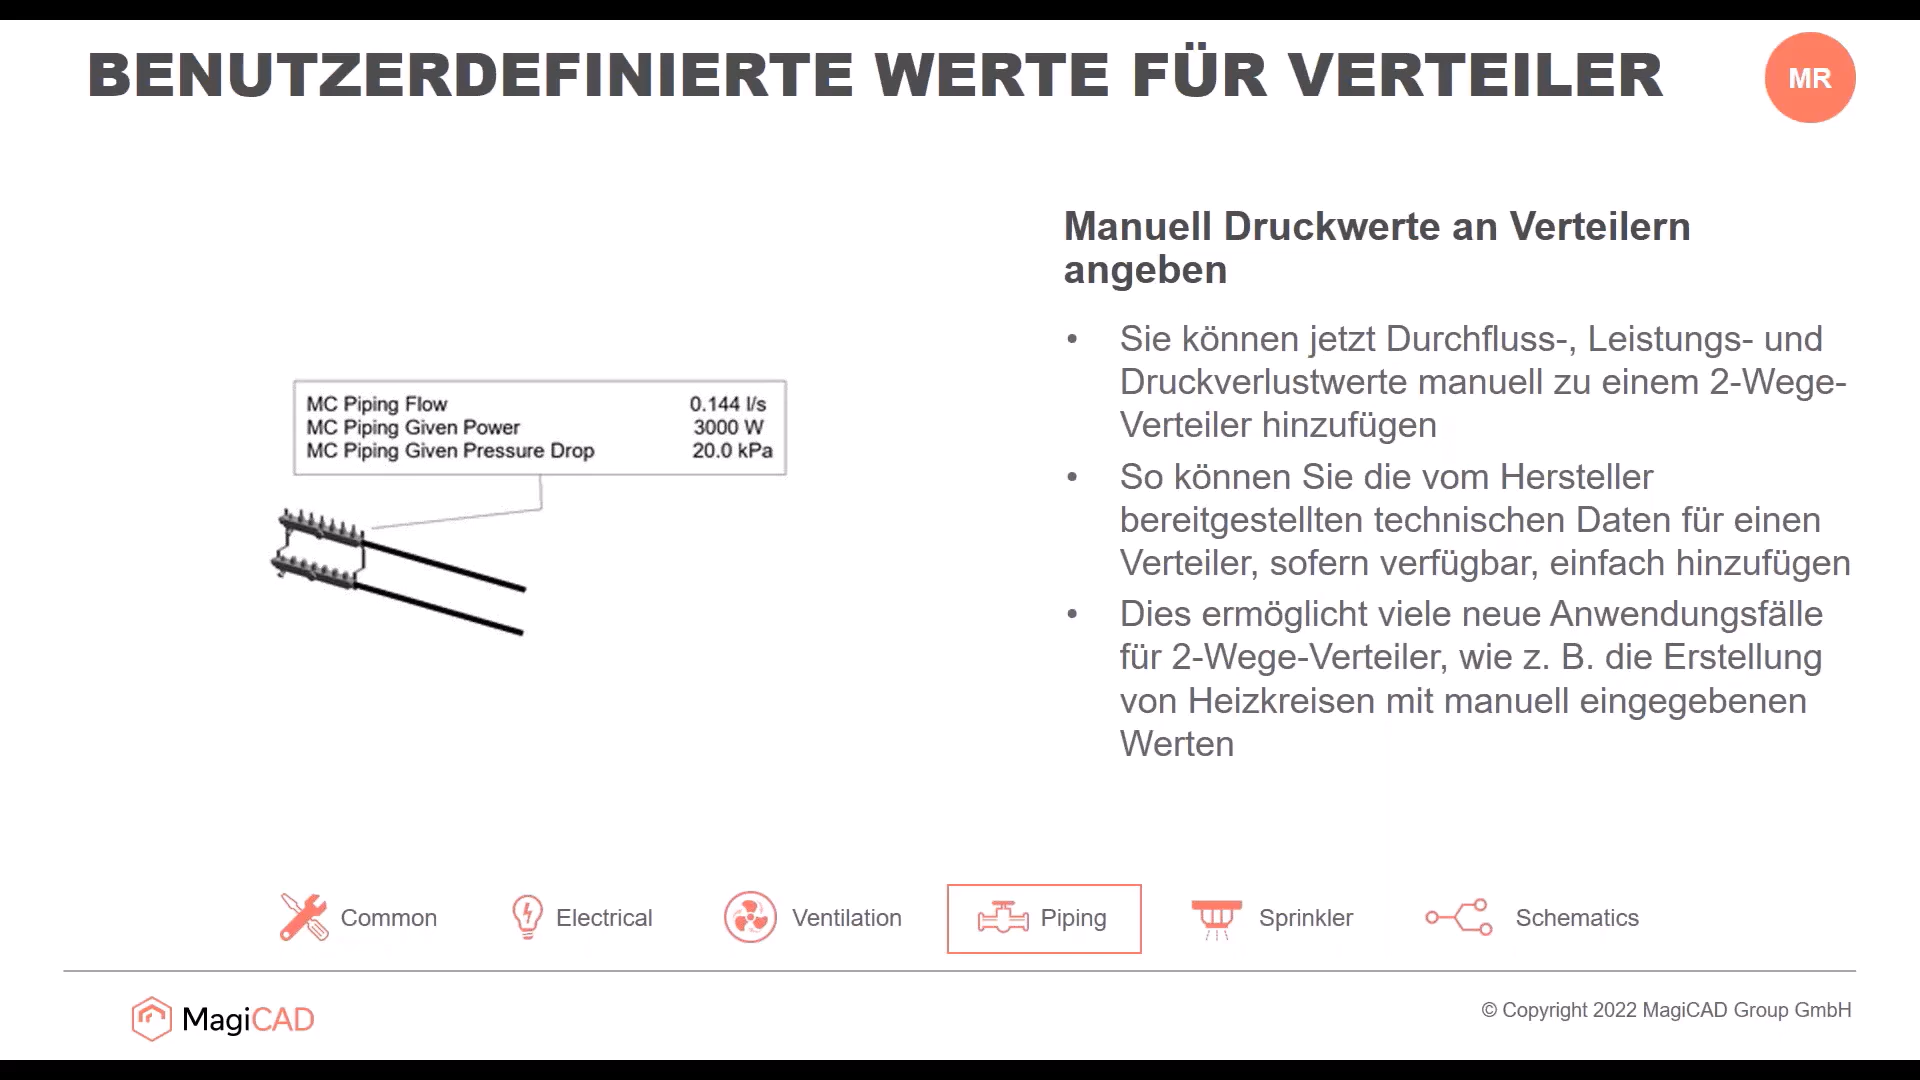 BENUTZERDEFINIERTE WERTE FÜR VERTEILER
MR
MC Piping Flow 0.144 l/s
MC Piping Given Power 3000 W
MC Piping Given Pressure Drop 20.0 kPa
Manuell Druckwerte an Verteilern
angeben
• Sie können jetzt Durchfluss-, Leistungs- und
Druckverlustwerte manuell zu einem 2-Wege-
Verteiler hinzufügen
• So können Sie die vom Hersteller
bereitgestellten technischen Daten für einen
Verteiler, sofern verfügbar, einfach hinzufügen
• Dies ermöglicht viele neue Anwendungsfälle
für 2-Wege-Verteiler, wie z. B. die Erstellung
von Heizkreisen mit manuell eingegebenen
Werten
Common Electrical Ventilation Piping Sprinkler Schematics
MagiCAD
© Copyright 2022 MagiCAD Group GmbH